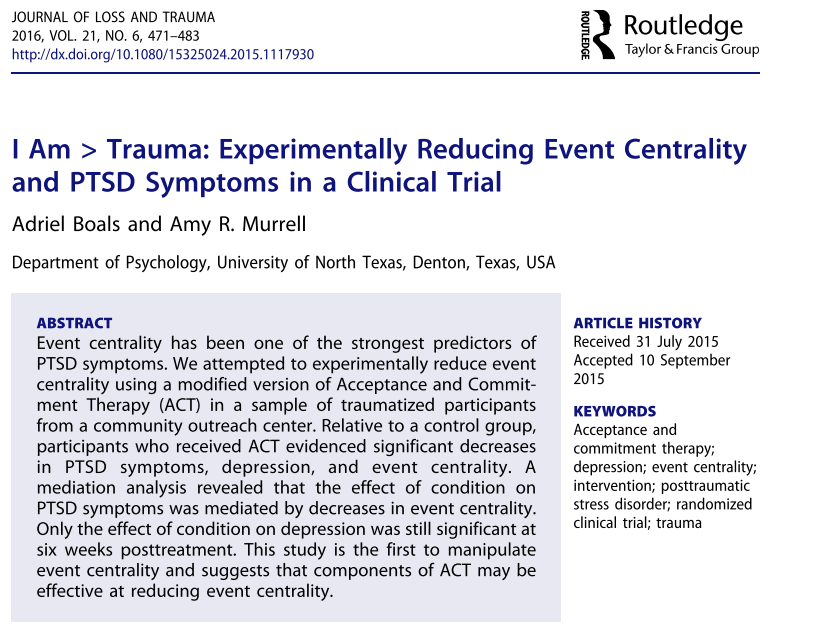 JOURNAL OF LOSS AND TRAUMA
2016, VOL. 21, NO. 6, 471–483
http://dx.doi.org/10.1080/15325024.2015.1117930
ROUTLEDGE
Routledge
Taylor & Francis Group
I Am > Trauma: Experimentally Reducing Event Centrality
and PTSD Symptoms in a Clinical Trial
Adriel Boals and Amy R. Murrell
Department of Psychology, University of North Texas, Denton, Texas, USA
ABSTRACT
Event centrality has been one of the strongest predictors of
PTSD symptoms. We attempted to experimentally reduce event
centrality using a modified version of Acceptance and Commit-
ment Therapy (ACT) in a sample of traumatized participants
from a community outreach center. Relative to a control group,
participants who received ACT evidenced significant decreases
in PTSD symptoms, depression, and event centrality. A
mediation analysis revealed that the effect of condition on
PTSD symptoms was mediated by decreases in event centrality.
Only the effect of condition on depression was still significant at
six weeks posttreatment. This study is the first to manipulate
event centrality and suggests that components of ACT may be
effective at reducing event centrality.
ARTICLE HISTORY
Received 31 July 2015
Accepted 10 September
2015
KEYWORDS
Acceptance and
commitment therapy;
depression; event centrality;
intervention; posttraumatic
stress disorder; randomized
clinical trial; trauma